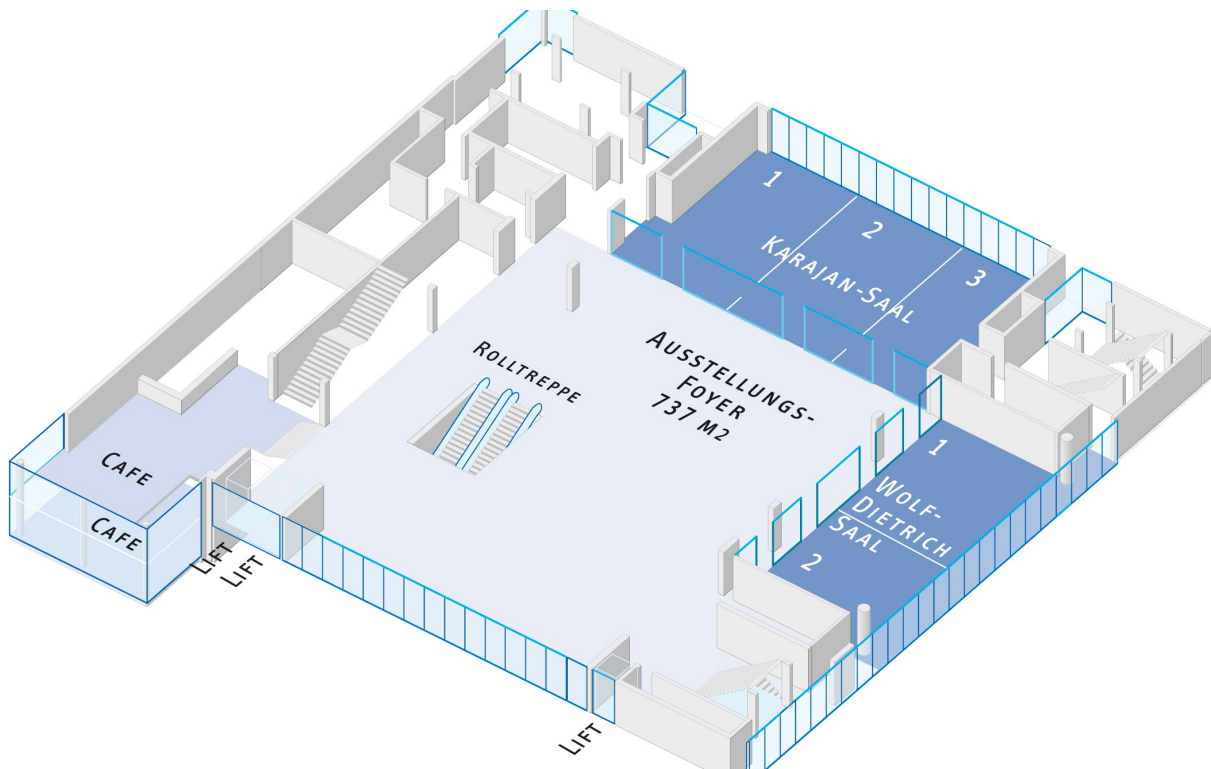 1
2
3
KARAJAN-SAAL
AUSSTELLUNGS-
FOYER
737 M2
ROLLTREPPE
1
WOLF-
DIETRICH
SAAL
2
CAFE
CAFE
LIFT
LIFT
LIFT